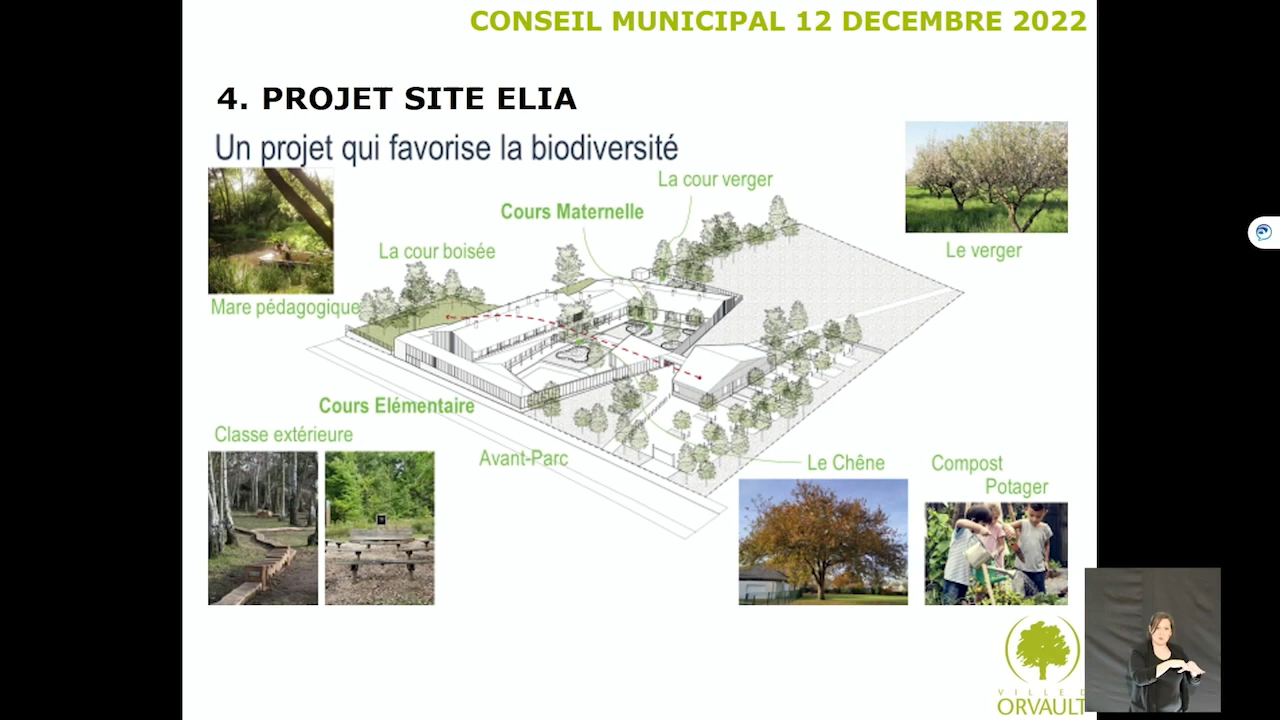 CONSEIL MUNICIPAL 12 DECEMBRE 2022
4. PROJET SITE ELIA
Un projet qui favorise la biodiversité
La cour verger
Cours Maternelle
La cour boisée
Le verger
Mare pédagogique
Cours Elémentaire
Classe extérieure
Avant-Parc
Le Chêne
Compost
Potager
VILLE D
ORVAULT